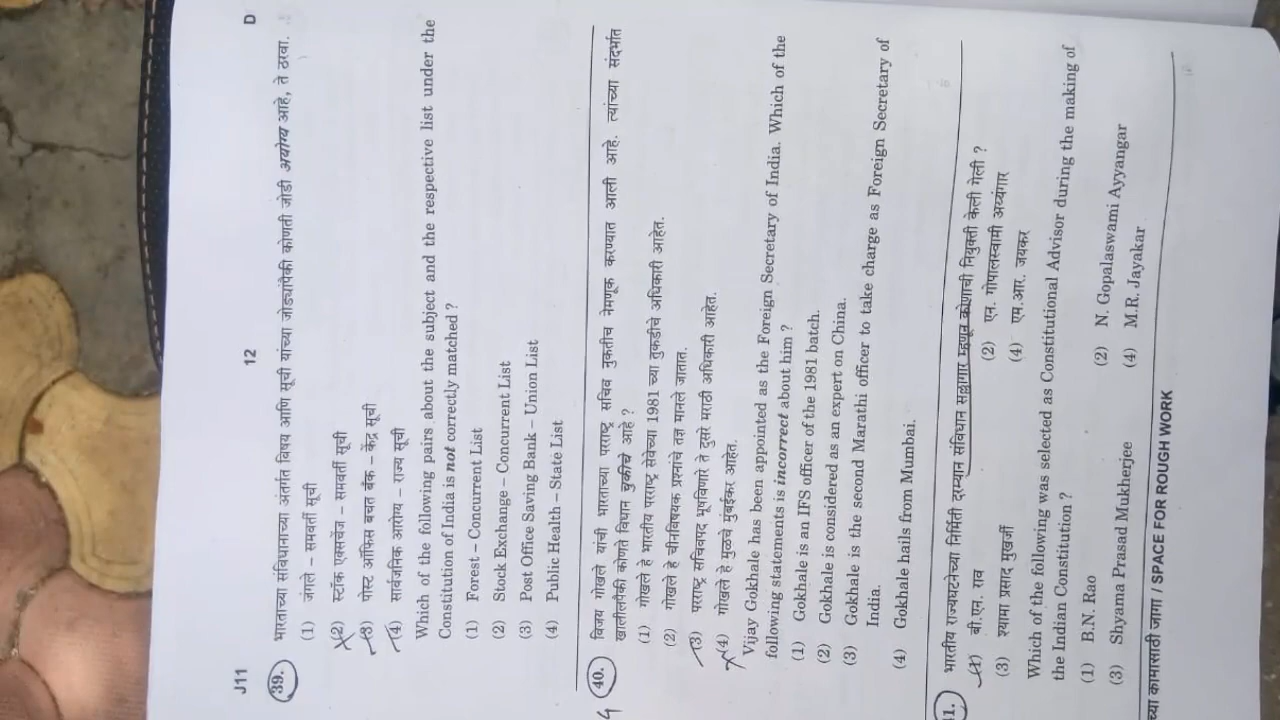 J11 12 D
39. भारताच्या संविधानाच्या अंतर्गत विषय आणि सूची यांच्या जोड्यांपैकी कोणती जोडी अयोग्य आहे, ते ठरवा.
(1) जंगले – समवर्ती सूची
(2) स्टॉक एक्सचेंज – समवर्ती सूची
(3) पोस्ट ऑफिस बचत बँक – केंद्र सूची
(4) सार्वजनिक आरोग्य – राज्य सूची
Which of the following pairs about the subject and the respective list under the
Constitution of India is not correctly matched ?
(1) Forest – Concurrent List
(2) Stock Exchange – Concurrent List
(3) Post Office Saving Bank – Union List
(4) Public Health – State List
40. विजय गोखले यांची भारताच्या परराष्ट्र सचिव नुकतीच नेमणूक करण्यात आली आहे. त्यांच्या संदर्भात
खालीलपैकी कोणते विधान चुकीचे आहे ?
(1) गोखले हे भारतीय परराष्ट्र सेवेच्या 1981 च्या तुकडीचे अधिकारी आहेत.
(2) गोखले हे चीनविषयक प्रश्नांचे तज्ञ मानले जातात.
(3) परराष्ट्र सचिवपद भूषविणारे ते दुसरे मराठी अधिकारी आहेत.
(4) गोखले हे मुळचे मुंबईकर आहेत.
Vijay Gokhale has been appointed as the Foreign Secretary of India. Which of the
following statements is incorrect about him ?
(1) Gokhale is an IFS officer of the 1981 batch.
(2) Gokhale is considered as an expert on China.
(3) Gokhale is the second Marathi officer to take charge as Foreign Secretary of
India.
(4) Gokhale hails from Mumbai.
1. भारतीय राज्यघटनेच्या निर्मिती दरम्यान संविधान सल्लागार म्हणून कोणाची नियुक्ती केली गेली ?
(1) बी.एन. राव (2) एन. गोपालस्वामी अय्यंगार
(3) श्यामा प्रसाद मुखर्जी (4) एम.आर. जयकर
Which of the following was selected as Constitutional Advisor during the making of
the Indian Constitution ?
(1) B.N. Rao (2) N. Gopalaswami Ayyangar
(3) Shyama Prasad Mukherjee (4) M.R. Jayakar
च्या कामासाठी जागा / SPACE FOR ROUGH WORK